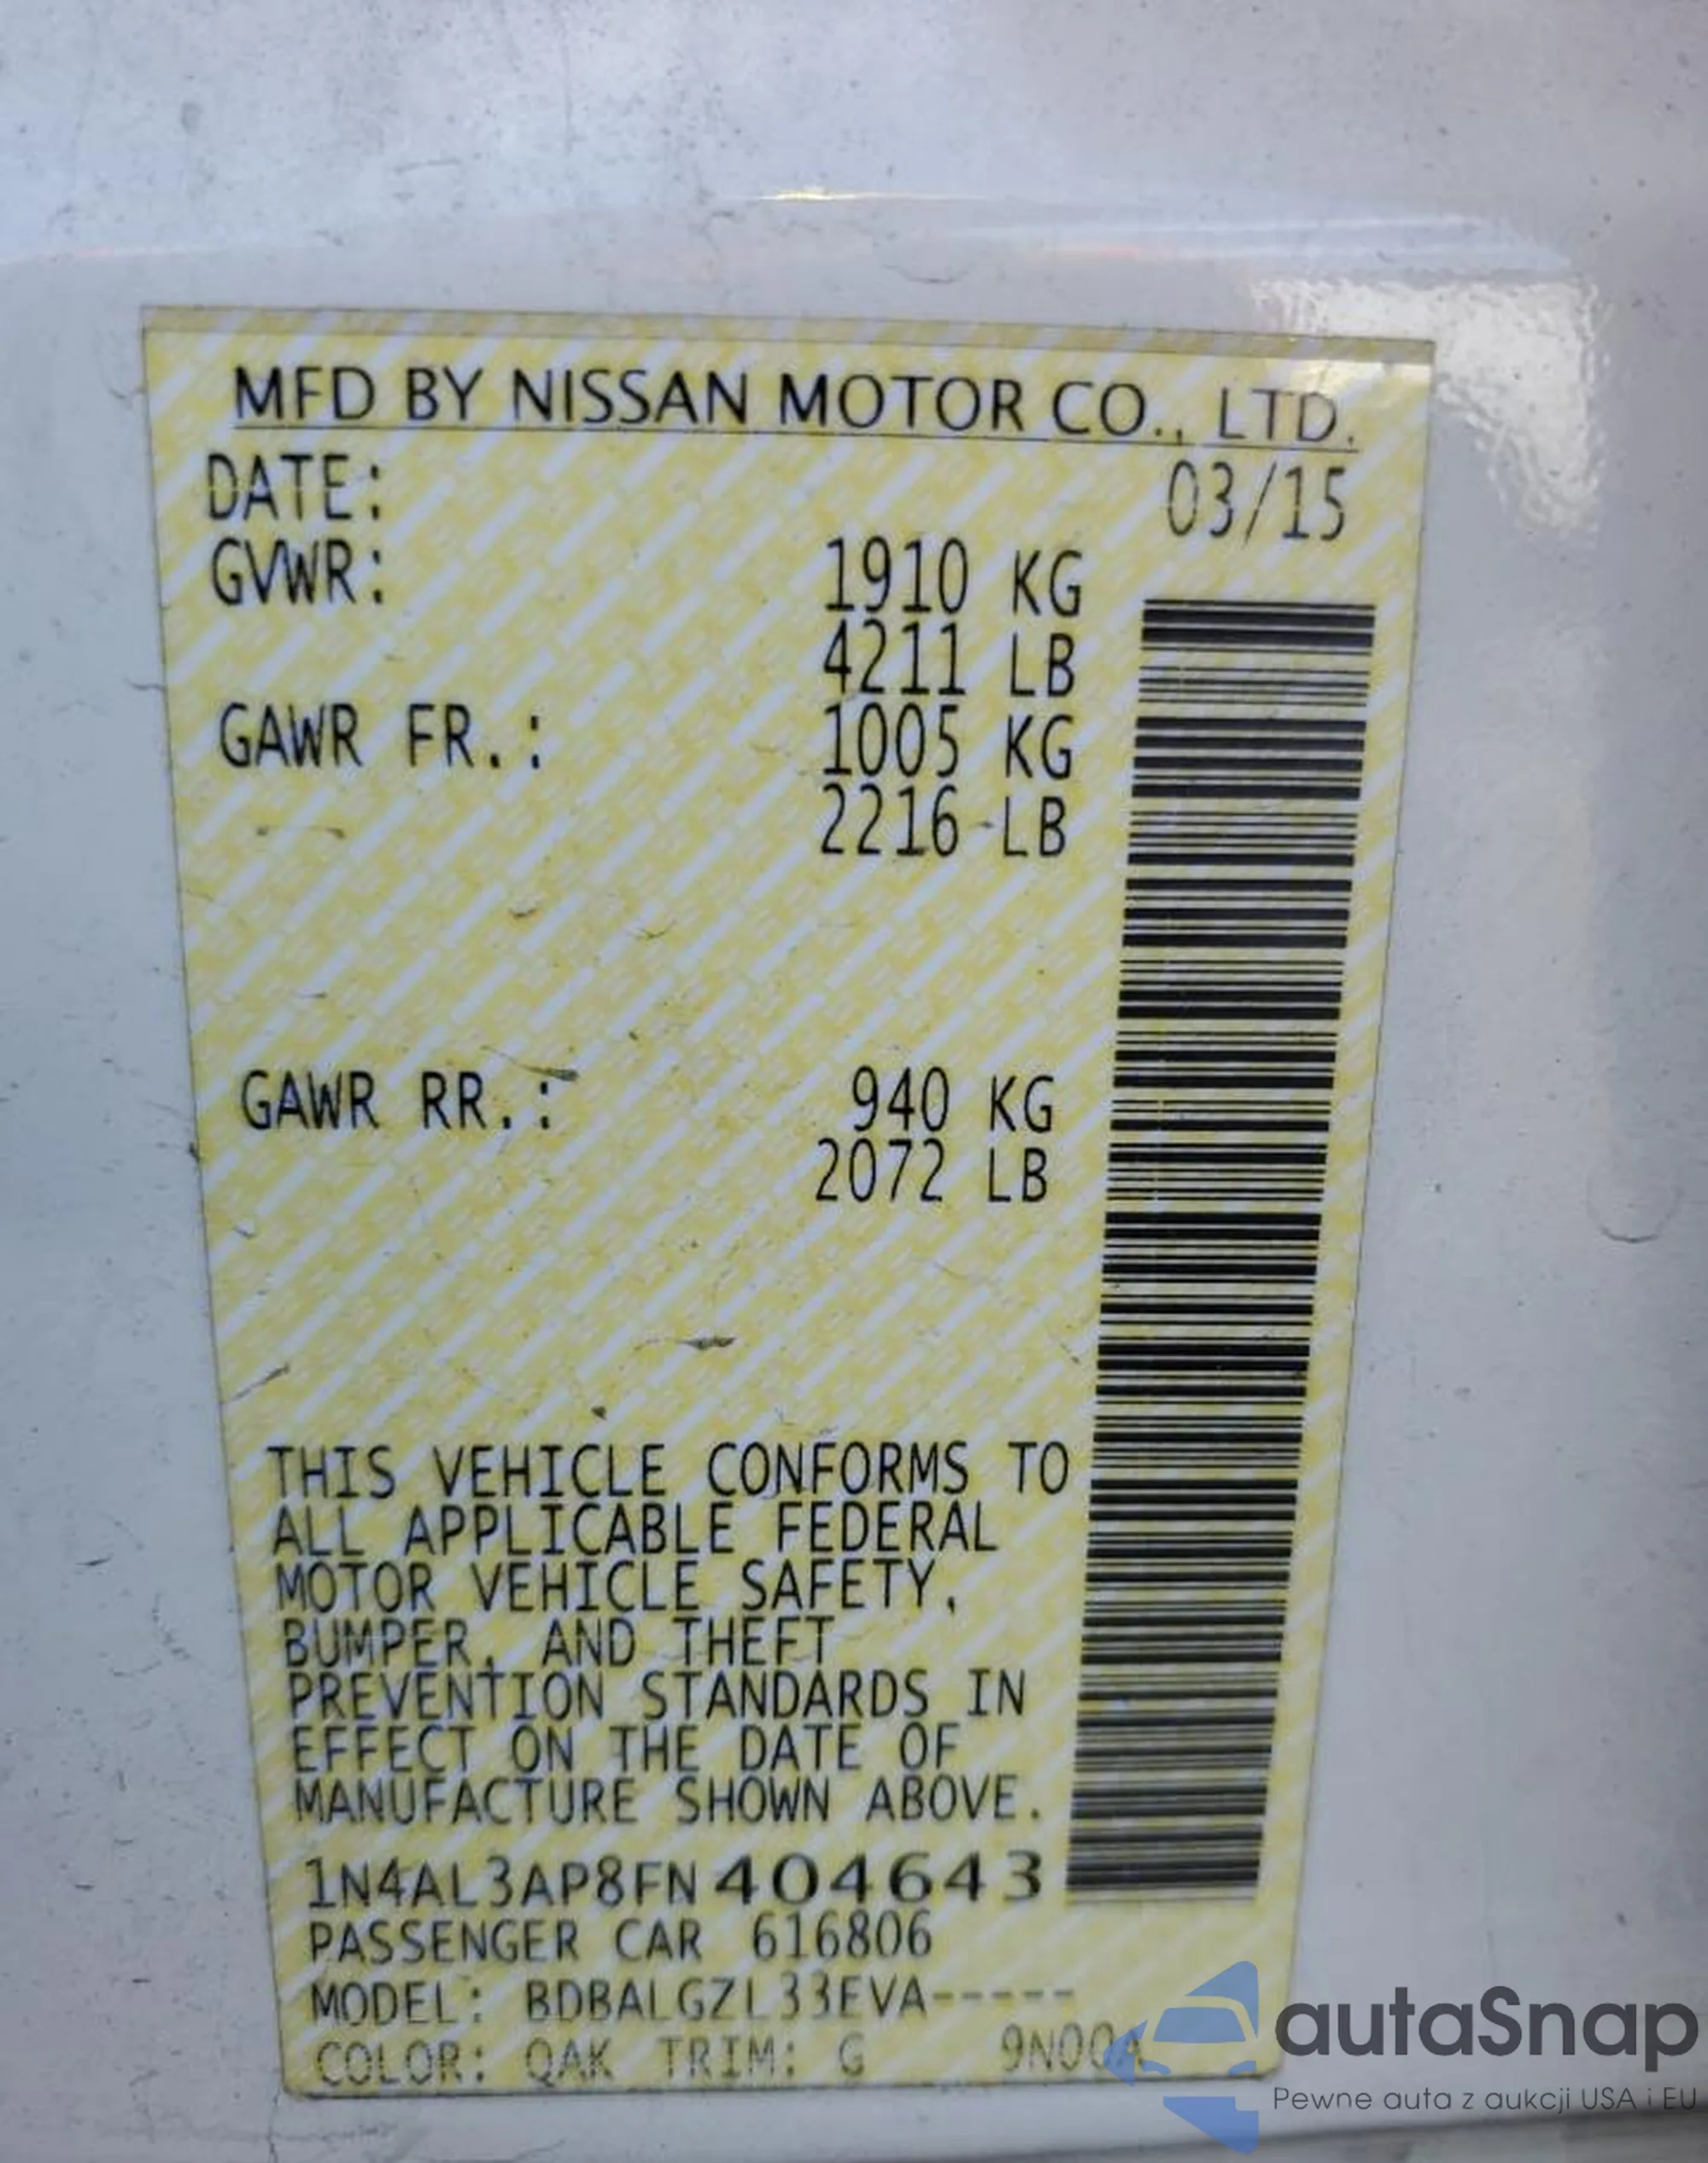 MFD BY NISSAN MOTOR CO., LTD.
DATE: 03/15
GVWR: 1910 KG
4211 LB
GAWR FR.: 1005 KG
2216 LB
GAWR RR.: 940 KG
2072 LB
THIS VEHICLE CONFORMS TO
ALL APPLICABLE FEDERAL
MOTOR VEHICLE SAFETY,
BUMPER, AND THEFT
PREVENTION STANDARDS IN
EFFECT ON THE DATE OF
MANUFACTURE SHOWN ABOVE.
1N4AL3AP8FN404643
PASSENGER CAR 616806
MODEL: BDBALGZL33EVA-----
COLOR: QAK TRIM: G
autaSnap
Pewne auta z aukcji USA i EU